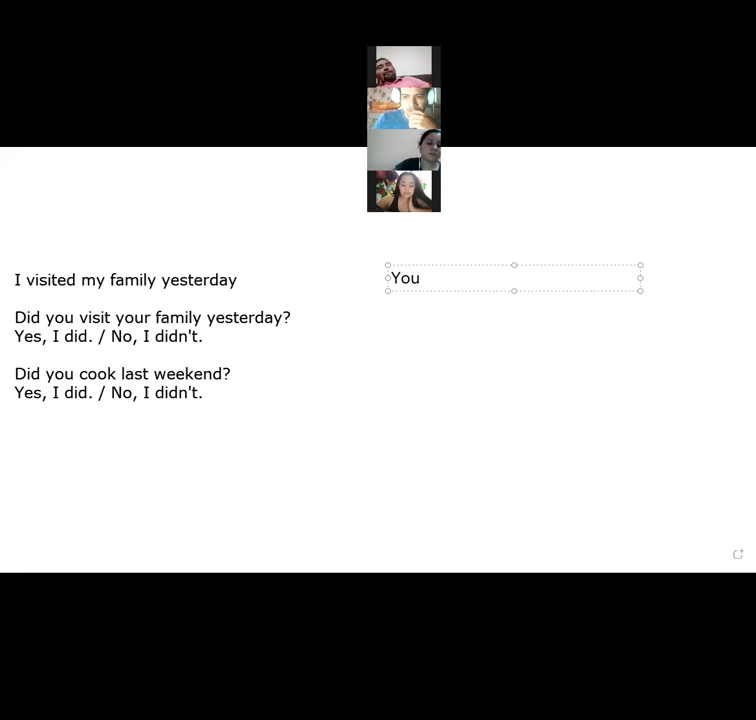 I visited my family yesterday
Did you visit your family yesterday?
Yes, I did. / No, I didn't.
Did you cook last weekend?
Yes, I did. / No, I didn't.
You